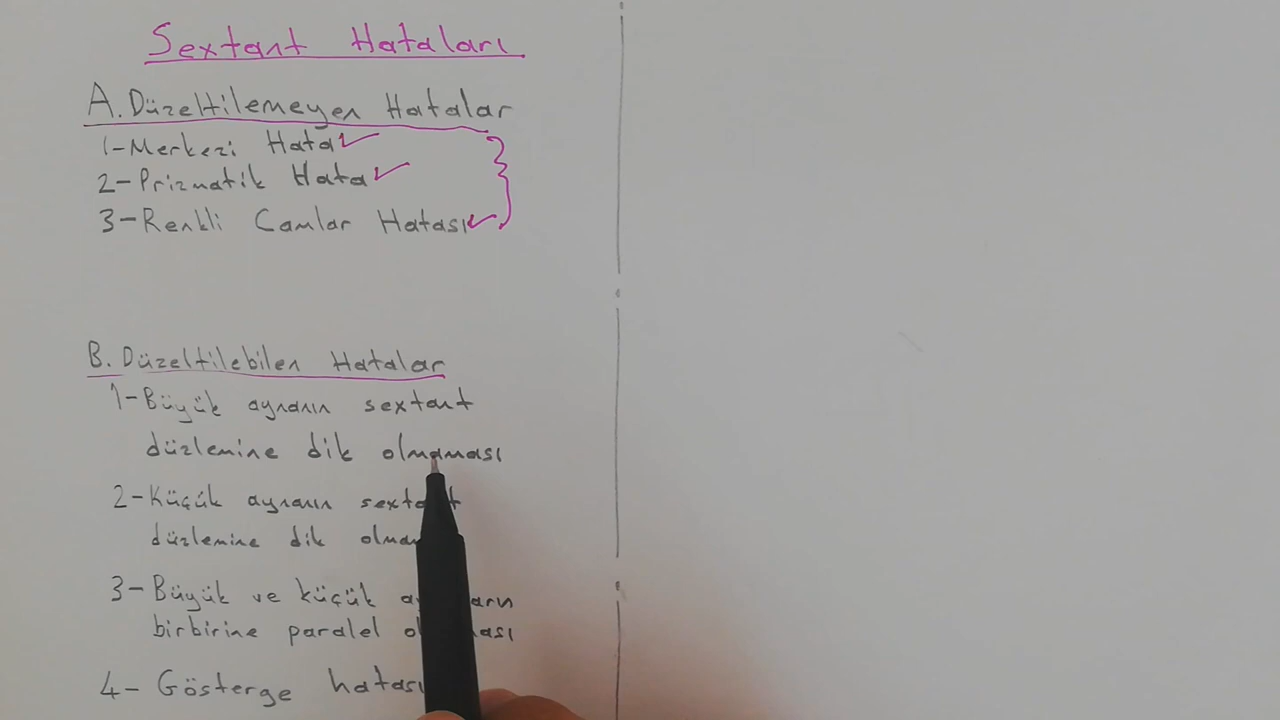 Sextant Hataları
A. Düzeltilemeyen Hatalar
1-Merkezi Hata
2-Prizmatik Hata
3-Renkli Camlar Hatası
B. Düzeltilebilen Hatalar
1-Büyük aynanın sextant
düzlemine dik olmaması
2-Küçük aynanın
düzlemine dik
3-Büyük ve küçük
birbirine paralel
4- Gösterge hatası